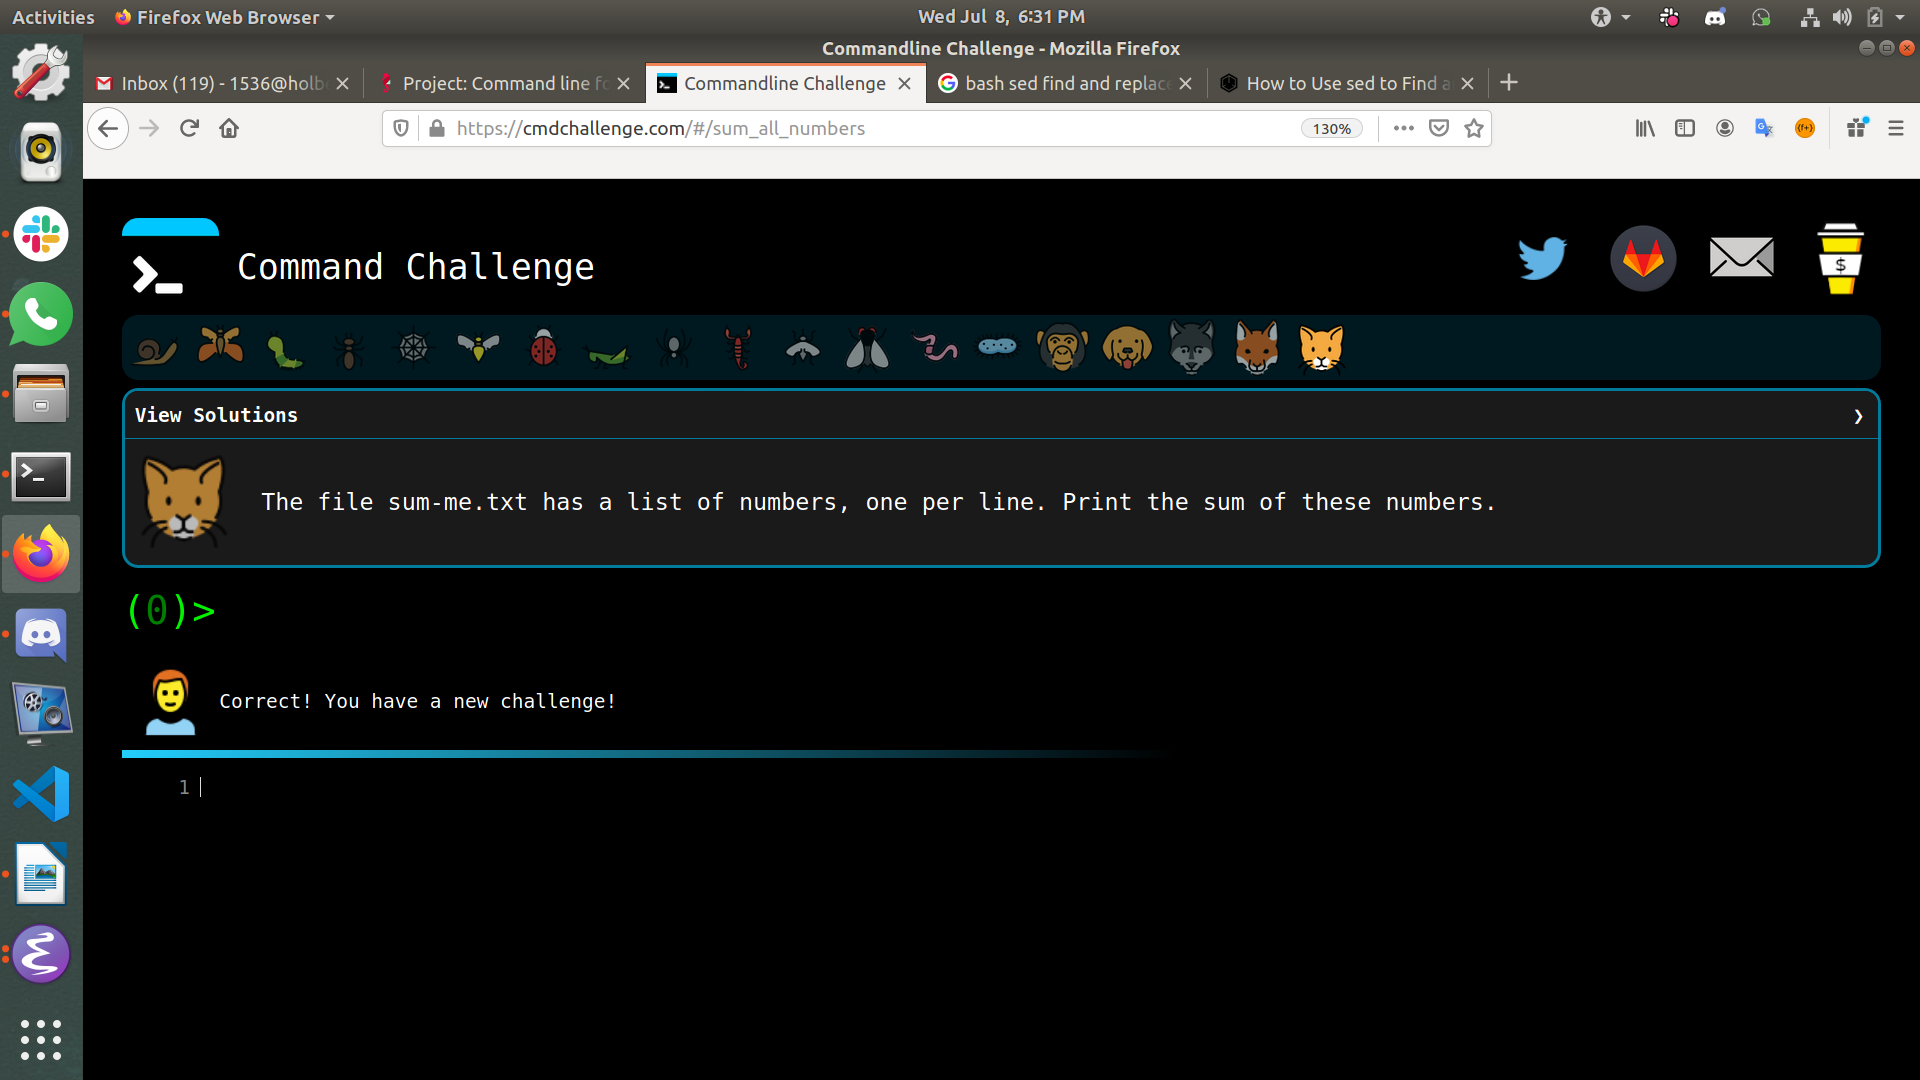 Activities
Firefox Web Browser
Wed Jul 8, 6:31 PM
Commandline Challenge - Mozilla Firefox
Inbox (119) - 1536@holb
Project: Command line fo
Commandline Challenge
bash sed find and replace
How to Use sed to Find a
https://cmdchallenge.com/#/sum_all_numbers
130%
Command Challenge
$
View Solutions
The file sum-me.txt has a list of numbers, one per line. Print the sum of these numbers.
(0)>
Correct! You have a new challenge!
1